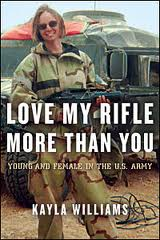 LOVE MY RIFLE
MORE THAN YOU
YOUNG AND FEMALE IN THE U.S. ARMY
KAYLA WILLIAMS